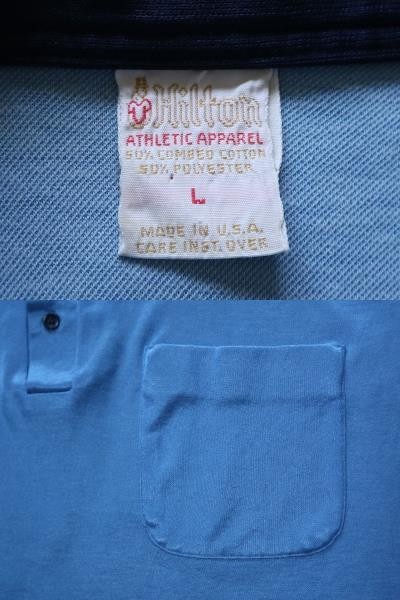 Hilton
ATHLETIC APPAREL
50% COMBED COTTON
50% POLYESTER
L
MADE IN U.S.A.
CARE INST. OVER